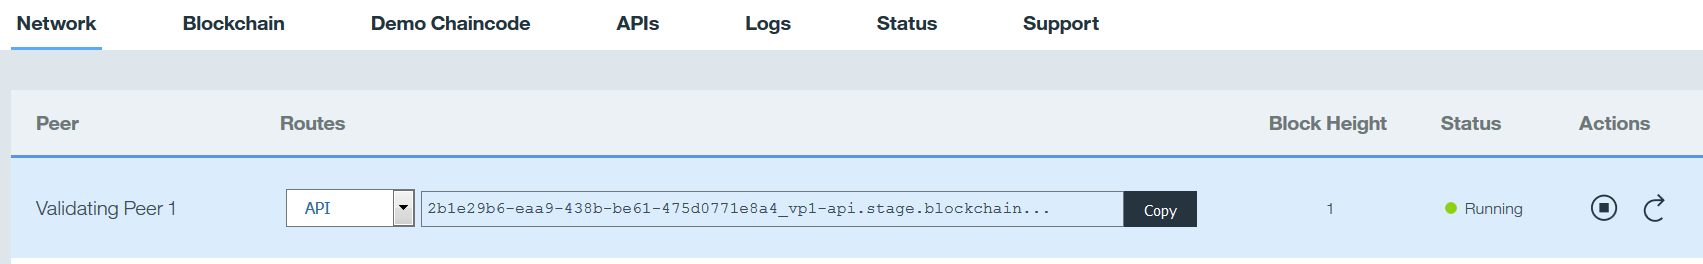 Network Blockchain Demo Chaincode APIs Logs Status Support
Peer Routes Block Height Status Actions
Validating Peer 1 API 2b1e29b6-eaa9-438b-be61-475d0771e8a4_vp1-api.stage.blockchain... Copy 1 Running